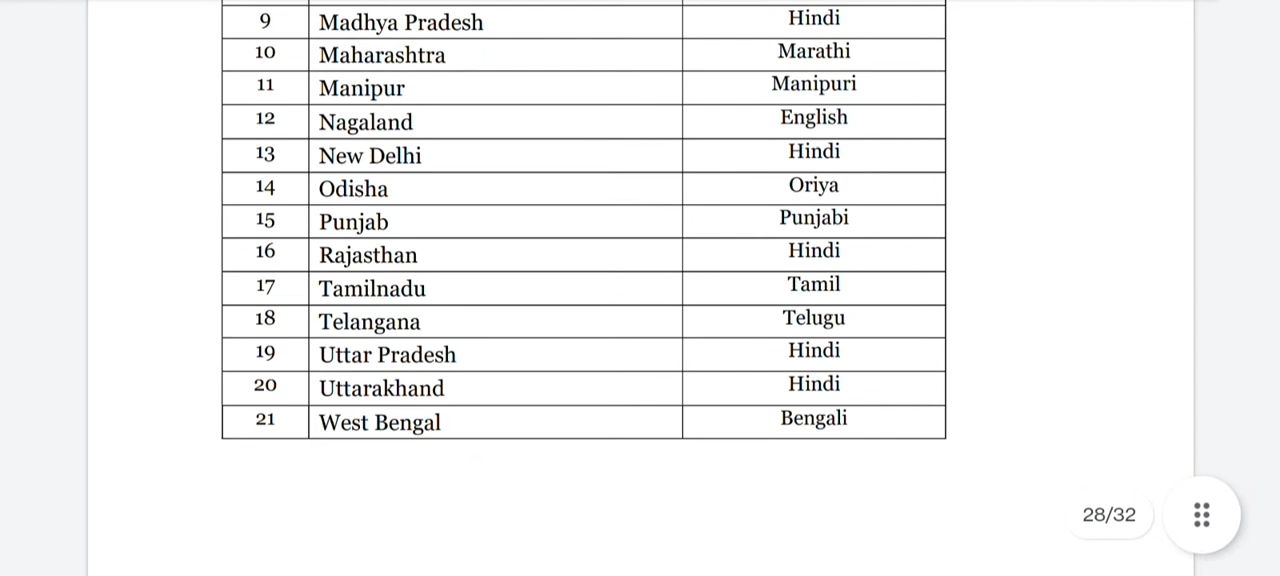 9 Madhya Pradesh Hindi
10 Maharashtra Marathi
11 Manipur Manipuri
12 Nagaland English
13 New Delhi Hindi
14 Odisha Oriya
15 Punjab Punjabi
16 Rajasthan Hindi
17 Tamilnadu Tamil
18 Telangana Telugu
19 Uttar Pradesh Hindi
20 Uttarakhand Hindi
21 West Bengal Bengali
28/32